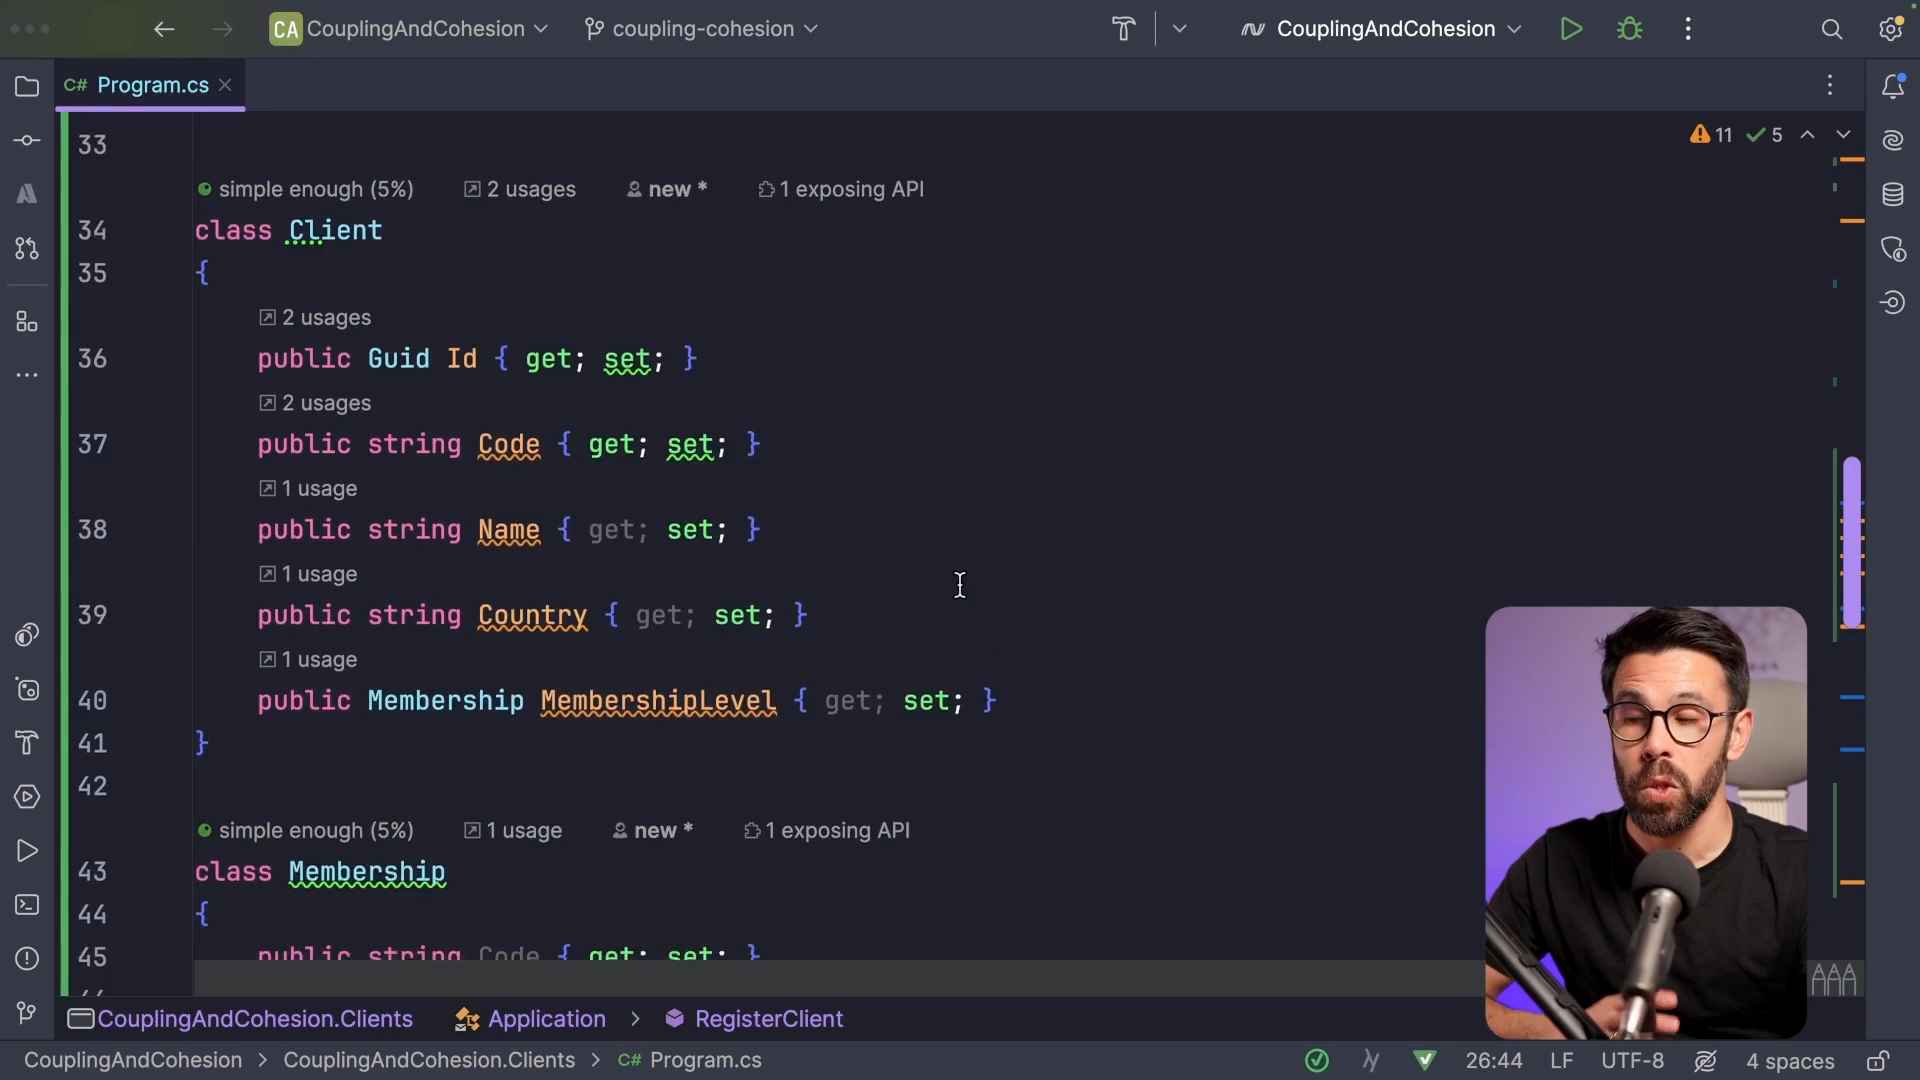 CA CouplingAndCohesion coupling-cohesion CouplingAndCohesion
C# Program.cs
11 5
33
simple enough (5%) 2 usages new * 1 exposing API
34 class Client
35 {
2 usages
36 public Guid Id { get; set; }
2 usages
37 public string Code { get; set; }
1 usage
38 public string Name { get; set; }
1 usage
39 public string Country { get; set; }
1 usage
40 public Membership MembershipLevel { get; set; }
41 }
42
simple enough (5%) 1 usage new * 1 exposing API
43 class Membership
44 {
45 public string Code { get; set; }
CouplingAndCohesion.Clients Application > RegisterClient
CouplingAndCohesion > CouplingAndCohesion.Clients > C# Program.cs 26:44 LF UTF-8 4 spaces